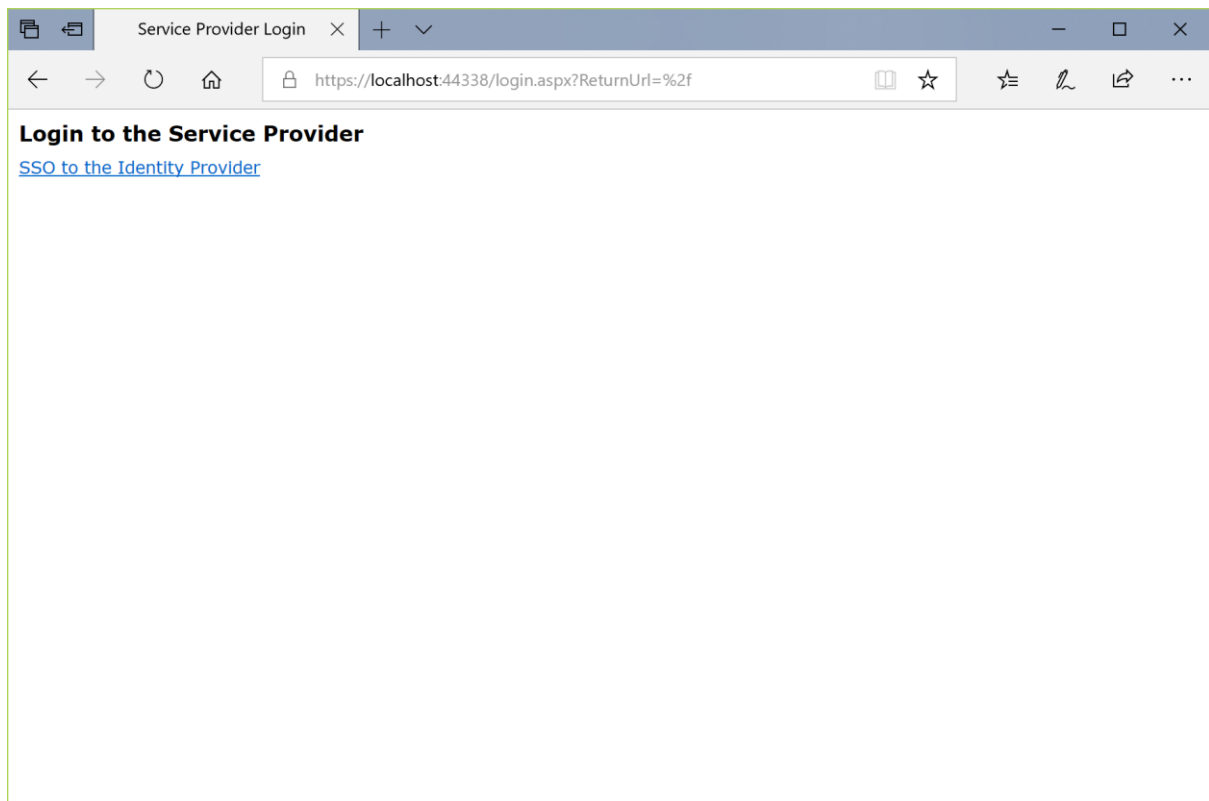 Service Provider Login
https://localhost:44338/login.aspx?ReturnUrl=%2f
Login to the Service Provider
SSO to the Identity Provider